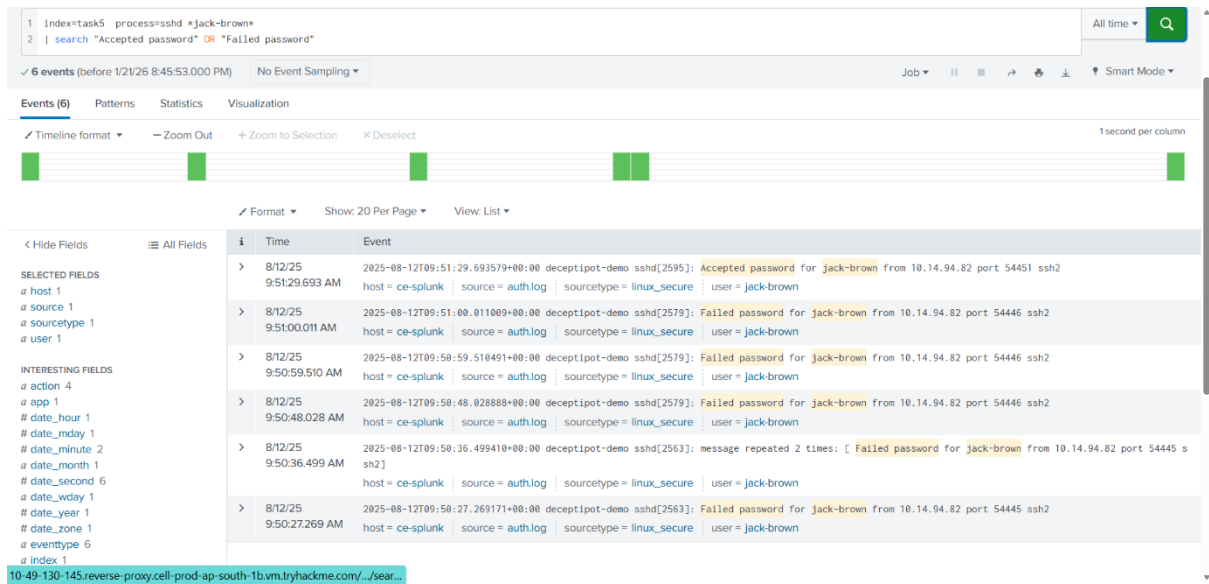 1 index=task5 process=sshd *jack-brown*
2 | search "Accepted password" OR "Failed password"
All time
6 events (before 1/21/26 8:45:53.000 PM) No Event Sampling
Job Smart Mode
Events (6) Patterns Statistics Visualization
Timeline format — Zoom Out + Zoom to Selection × Deselect
1 second per column
Format Show: 20 Per Page View: List
< Hide Fields All Fields
SELECTED FIELDS
a host 1
a source 1
a sourcetype 1
a user 1
INTERESTING FIELDS
a action 4
a app 1
# date_hour 1
# date_mday 1
# date_minute 2
a date_month 1
# date_second 6
a date_wday 1
# date_year 1
# date_zone 1
a eventtype 6
a index 1
i Time Event
> 8/12/25 9:51:29.693 AM
2025-08-12T09:51:29.693579+00:00 deceptipot-demo sshd[2595]: Accepted password for jack-brown from 10.14.94.82 port 54451 ssh2
host = ce-splunk source = auth.log sourcetype = linux_secure user = jack-brown
> 8/12/25 9:51:00.011 AM
2025-08-12T09:51:00.011009+00:00 deceptipot-demo sshd[2579]: Failed password for jack-brown from 10.14.94.82 port 54446 ssh2
host = ce-splunk source = auth.log sourcetype = linux_secure user = jack-brown
> 8/12/25 9:50:59.510 AM
2025-08-12T09:50:59.510491+00:00 deceptipot-demo sshd[2579]: Failed password for jack-brown from 10.14.94.82 port 54446 ssh2
host = ce-splunk source = auth.log sourcetype = linux_secure user = jack-brown
> 8/12/25 9:50:48.028 AM
2025-08-12T09:50:48.028888+00:00 deceptipot-demo sshd[2579]: Failed password for jack-brown from 10.14.94.82 port 54446 ssh2
host = ce-splunk source = auth.log sourcetype = linux_secure user = jack-brown
> 8/12/25 9:50:36.499 AM
2025-08-12T09:50:36.499410+00:00 deceptipot-demo sshd[2563]: message repeated 2 times: [ Failed password for jack-brown from 10.14.94.82 port 54445 s
sh2]
host = ce-splunk source = auth.log sourcetype = linux_secure user = jack-brown
> 8/12/25 9:50:27.269 AM
2025-08-12T09:50:27.269171+00:00 deceptipot-demo sshd[2563]: Failed password for jack-brown from 10.14.94.82 port 54445 ssh2
host = ce-splunk source = auth.log sourcetype = linux_secure user = jack-brown
10-49-130-145.reverse-proxy.cell-prod-ap-south-1b.vm.tryhackme.com/.../sear...